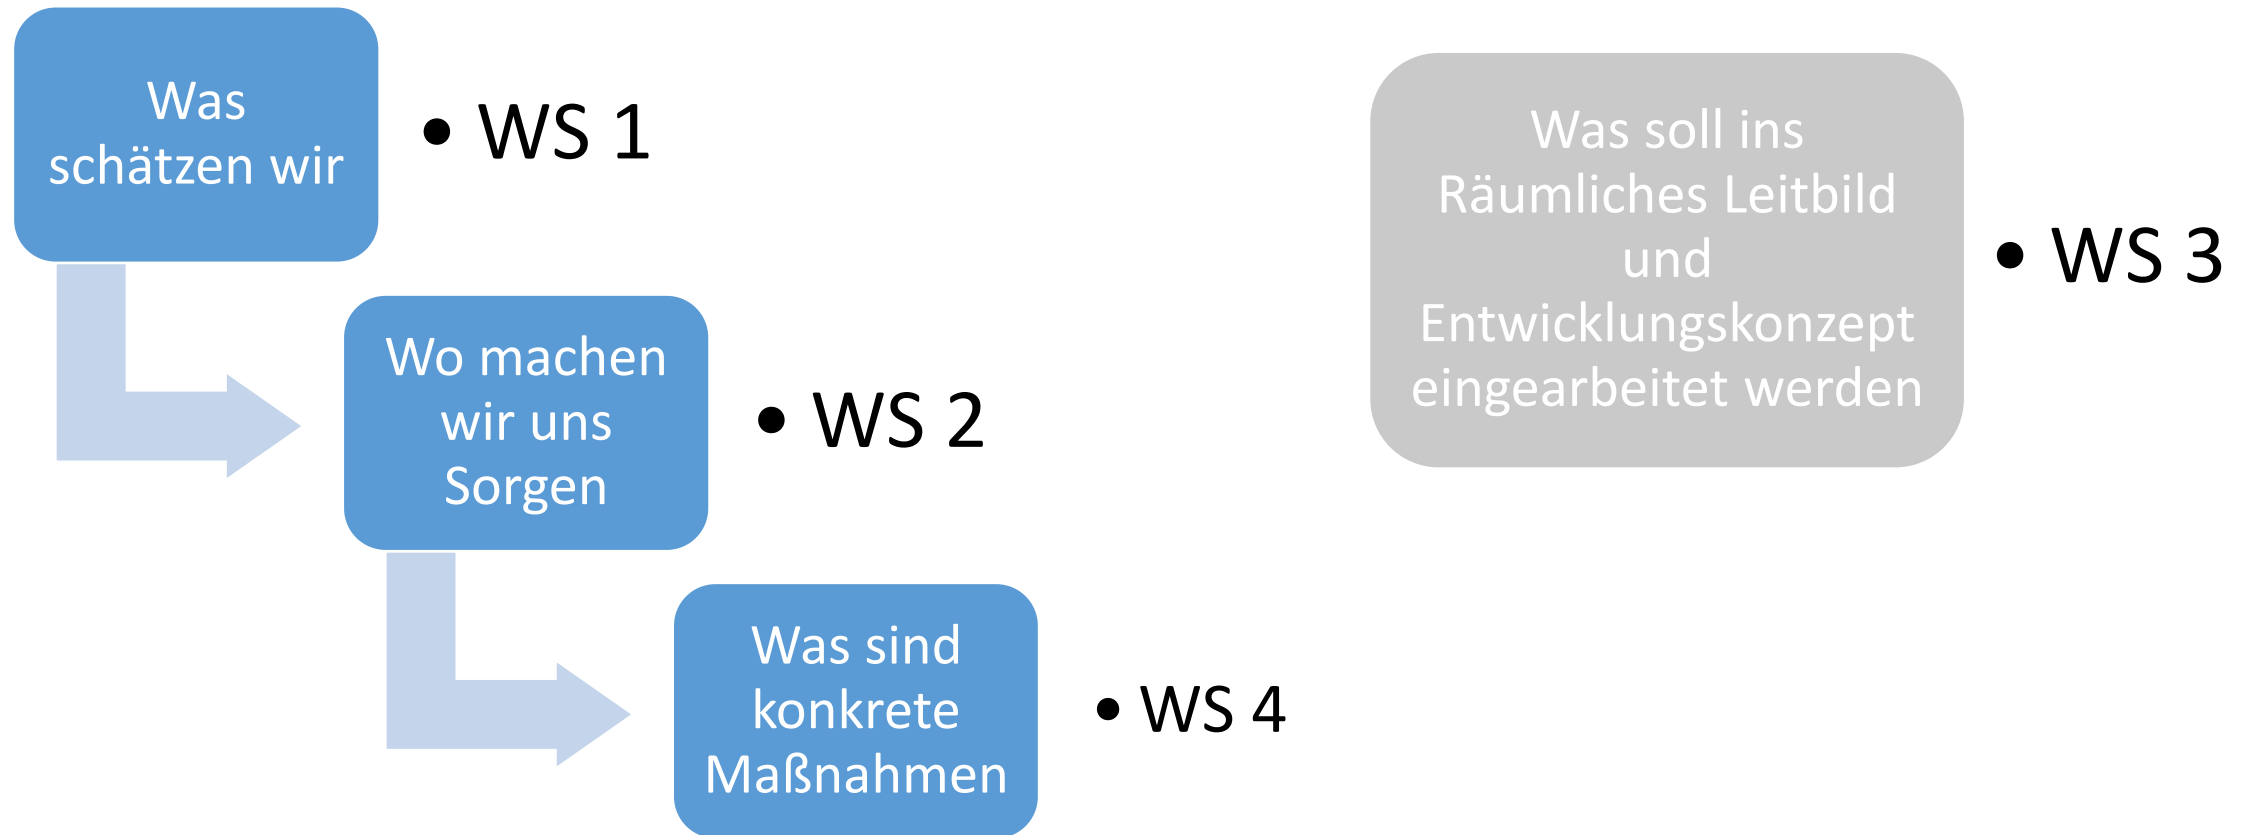 Was
schätzen wir
• WS 1
Wo machen
wir uns
Sorgen
• WS 2
Was sind
konkrete
Maßnahmen
• WS 4
Was soll ins
Räumliches Leitbild
und
Entwicklungskonzept
eingearbeitet werden
• WS 3